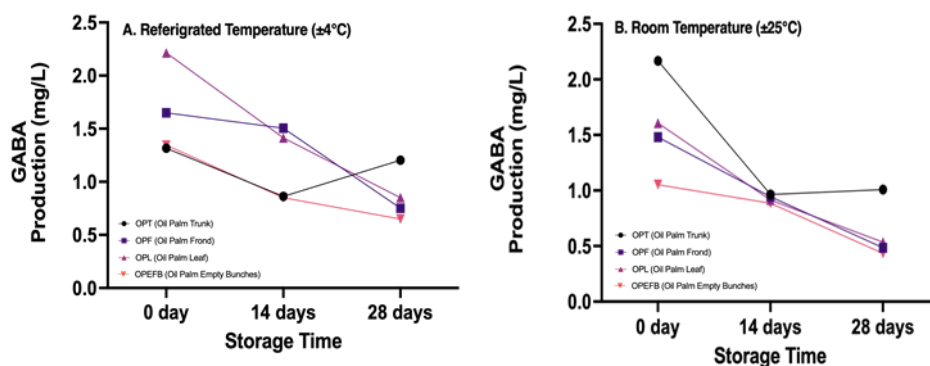 A. Referigrated Temperature (±4°C)
GABA
Production (mg/L)
2.5
2.0
1.5
1.0
0.5
0.0
OPT (Oil Palm Trunk)
OPF (Oil Palm Frond)
OPL (Oil Palm Leaf)
OPEFB (Oil Palm Empty Bunches)
0 day 14 days 28 days
Storage Time
B. Room Temperature (±25°C)
GABA
Production (mg/L)
2.5
2.0
1.5
1.0
0.5
0.0
OPT (Oil Palm Trunk)
OPF (Oil Palm Frond)
OPL (Oil Palm Leaf)
OPEFB (Oil Palm Empty Bunches)
0 day 14 days 28 days
Storage Time